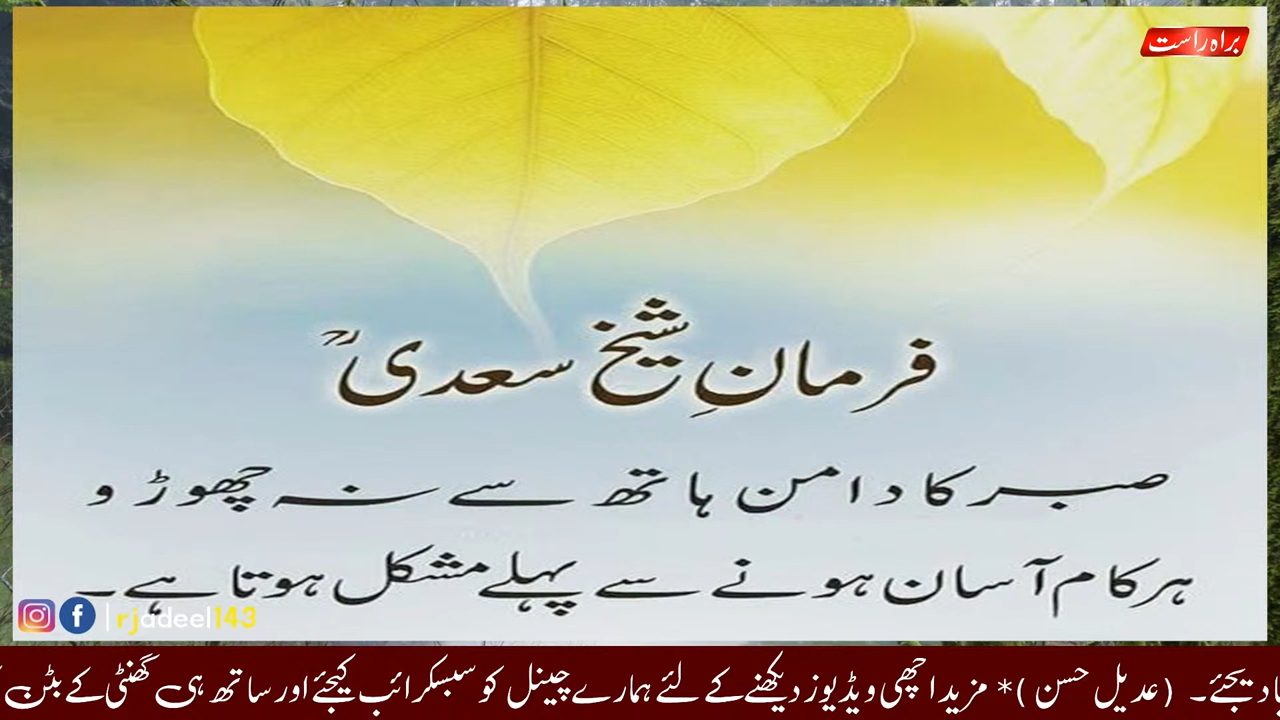 براہ راست
فرمانِ شیخ سعدیؒ
صبر کا دامن ہاتھ سے نہ چھوڑو
ہر کام آسان ہونے سے پہلے مشکل ہوتا ہے۔
rjadeel143
دیجئے۔ (عدیل حسن) * مزید اچھی ویڈیوز دیکھنے کے لئے ہمارے چینل کو سبسکرائب کیجئے اور ساتھ ہی گھنٹی کے بٹن